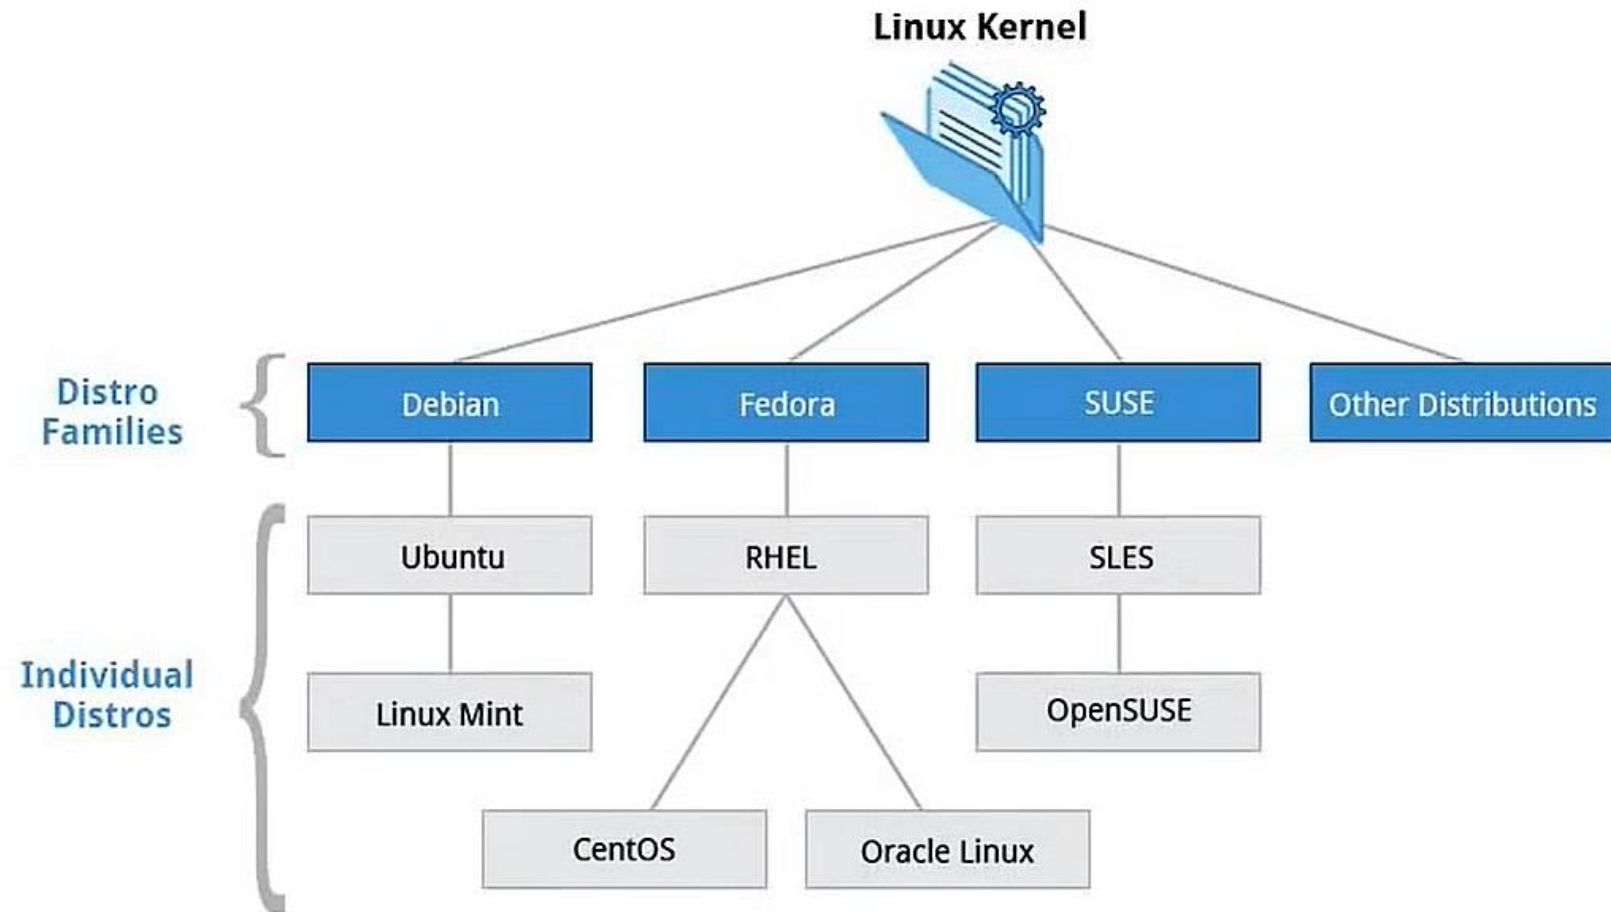 Linux Kernel
Distro
Families
Debian
Fedora
SUSE
Other Distributions
Individual
Distros
Ubuntu
RHEL
SLES
Linux Mint
OpenSUSE
CentOS
Oracle Linux